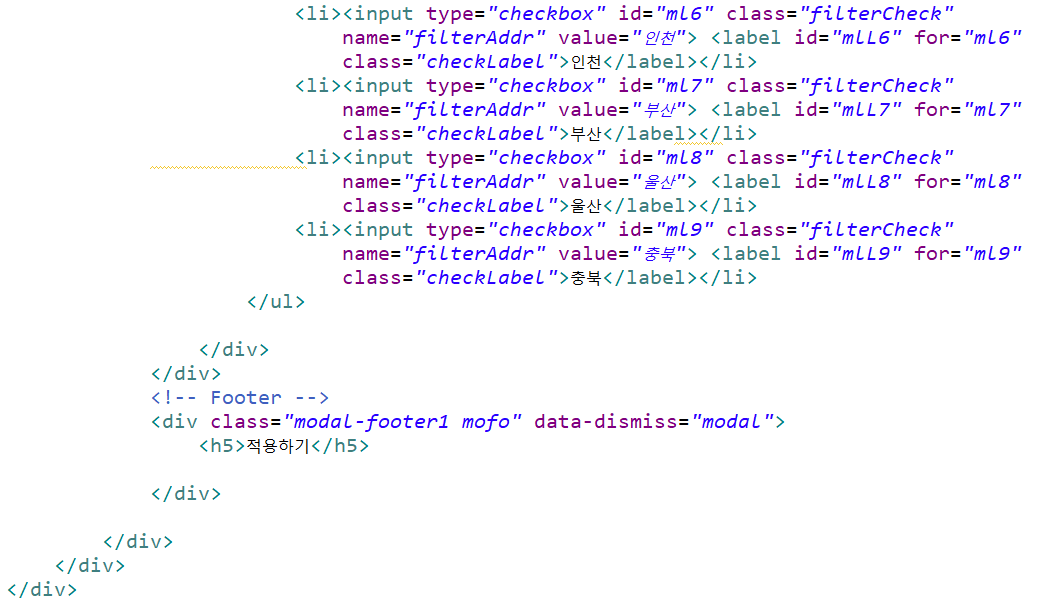 <li><input type="checkbox" id="ml6" class="filterCheck"
name="filterAddr" value="인천"> <label id="mlL6" for="ml6"
class="checkLabel">인천</label></li>
<li><input type="checkbox" id="ml7" class="filterCheck"
name="filterAddr" value="부산"> <label id="mlL7" for="ml7"
class="checkLabel">부산</label></li>
<li><input type="checkbox" id="ml8" class="filterCheck"
name="filterAddr" value="울산"> <label id="mlL8" for="ml8"
class="checkLabel">울산</label></li>
<li><input type="checkbox" id="ml9" class="filterCheck"
name="filterAddr" value="충북"> <label id="mlL9" for="ml9"
class="checkLabel">충북</label></li>
</ul>
</div>
</div>
<!-- Footer -->
<div class="modal-footer1 mofo" data-dismiss="modal">
<h5>적용하기</h5>
</div>
</div>
</div>
</div>